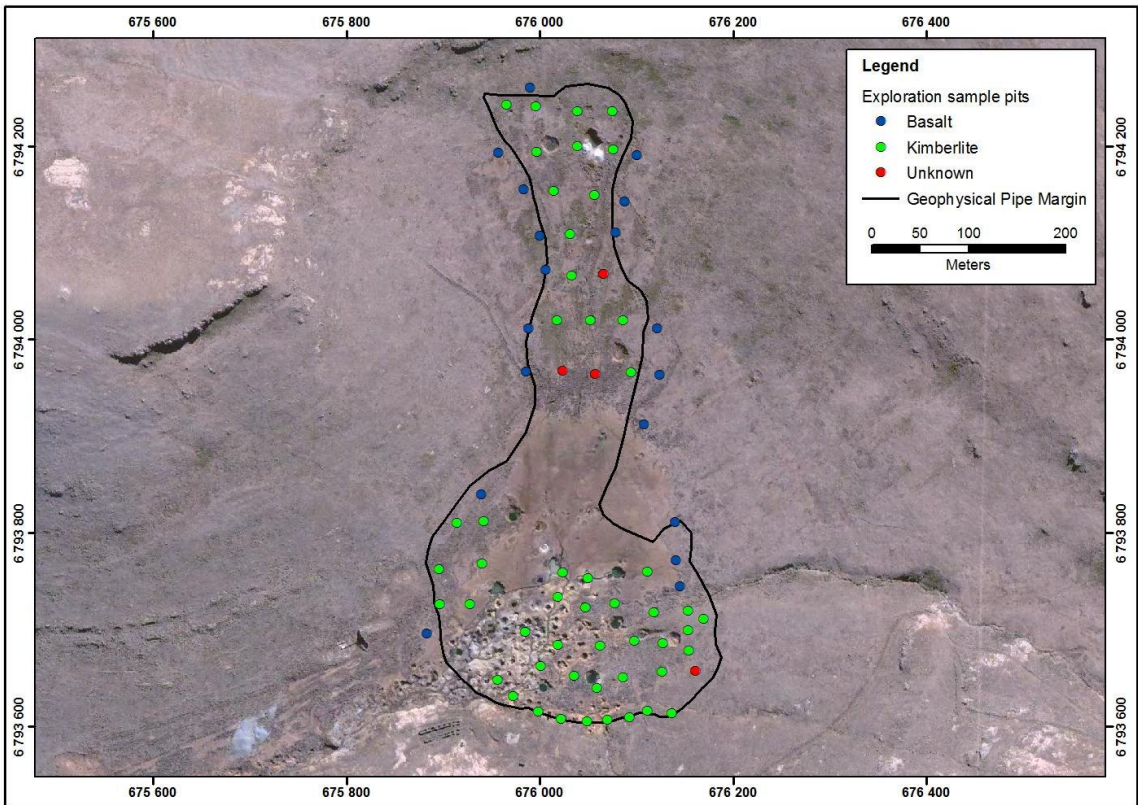 675 600 675 800 676 000 676 200 676 400
Legend
Exploration sample pits
Basalt
Kimberlite
Unknown
Geophysical Pipe Margin
0 50 100 200
Meters
6 794 200 6 794 200
6 794 000 6 794 000
6 793 800 6 793 800
6 793 600 6 793 600
675 600 675 800 676 000 676 200 676 400